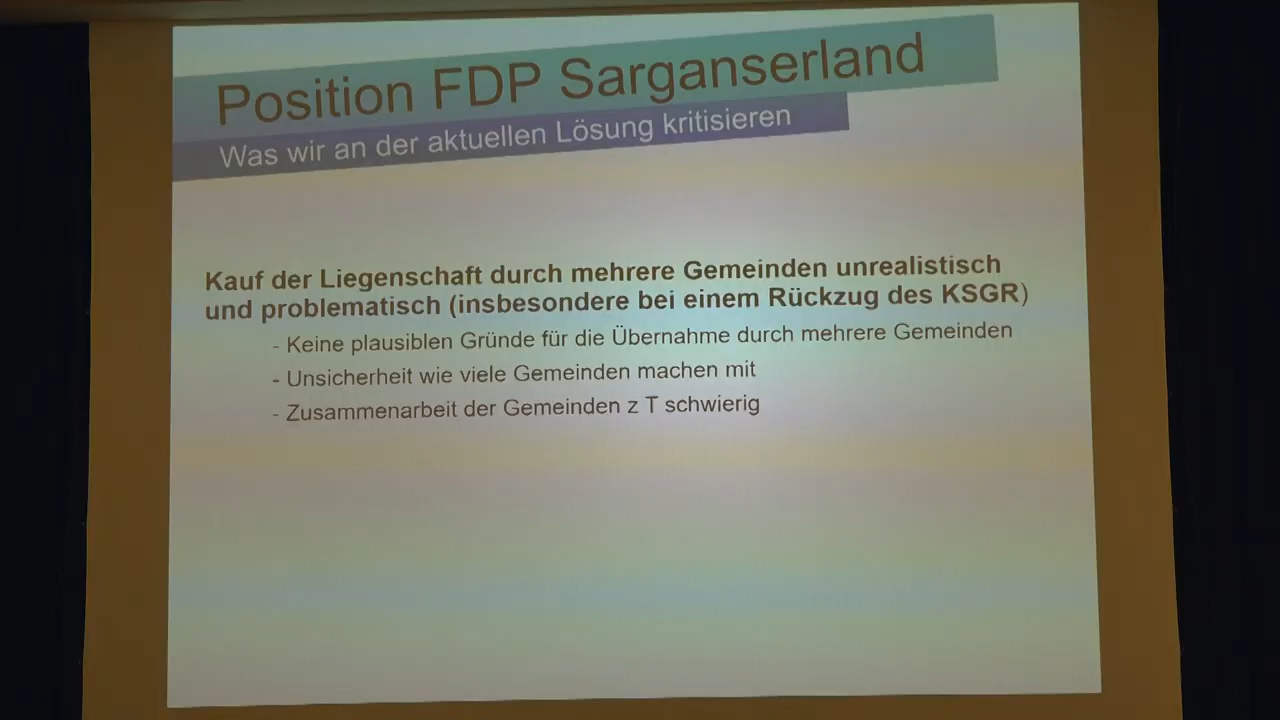 Position FDP Sarganserland
Was wir an der aktuellen Lösung kritisieren
Kauf der Liegenschaft durch mehrere Gemeinden unrealistisch
und problematisch (insbesondere bei einem Rückzug des KSGR)
- Keine plausiblen Gründe für die Übernahme durch mehrere Gemeinden
- Unsicherheit wie viele Gemeinden machen mit
- Zusammenarbeit der Gemeinden z T schwierig